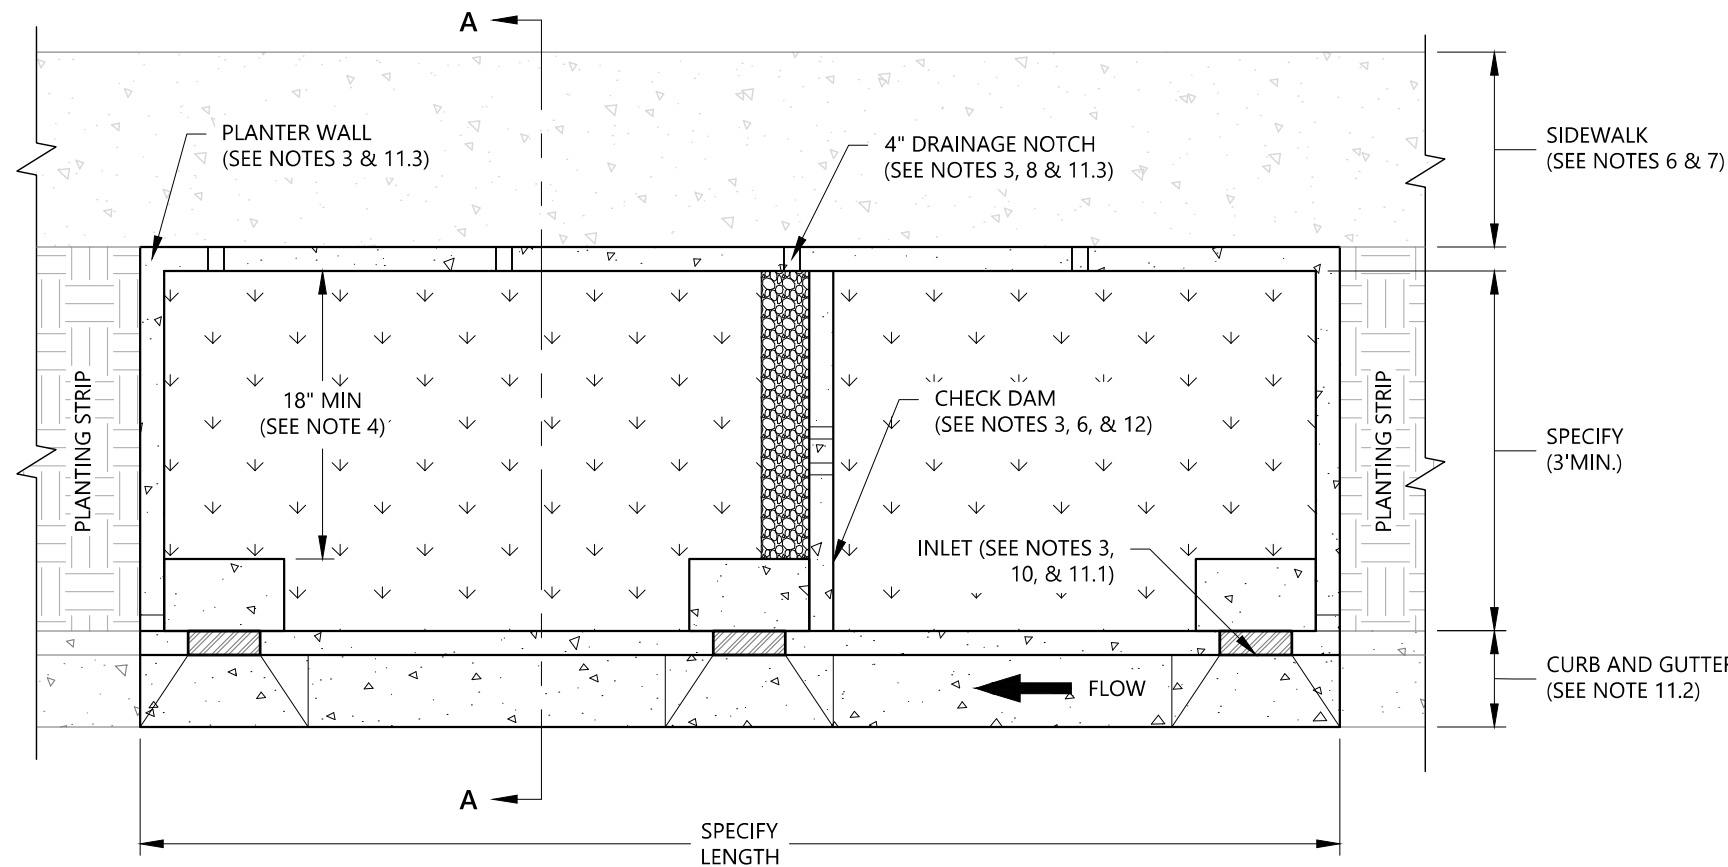 A
PLANTER WALL
(SEE NOTES 3 & 11.3)
4" DRAINAGE NOTCH
(SEE NOTES 3, 8 & 11.3)
SIDEWALK
(SEE NOTES 6 & 7)
PLANTING STRIP
18" MIN
(SEE NOTE 4)
CHECK DAM
(SEE NOTES 3, 6, & 12)
PLANTING STRIP
SPECIFY
(3'MIN.)
INLET (SEE NOTES 3,
10, & 11.1)
FLOW
CURB AND GUTTER
(SEE NOTE 11.2)
A
SPECIFY
LENGTH